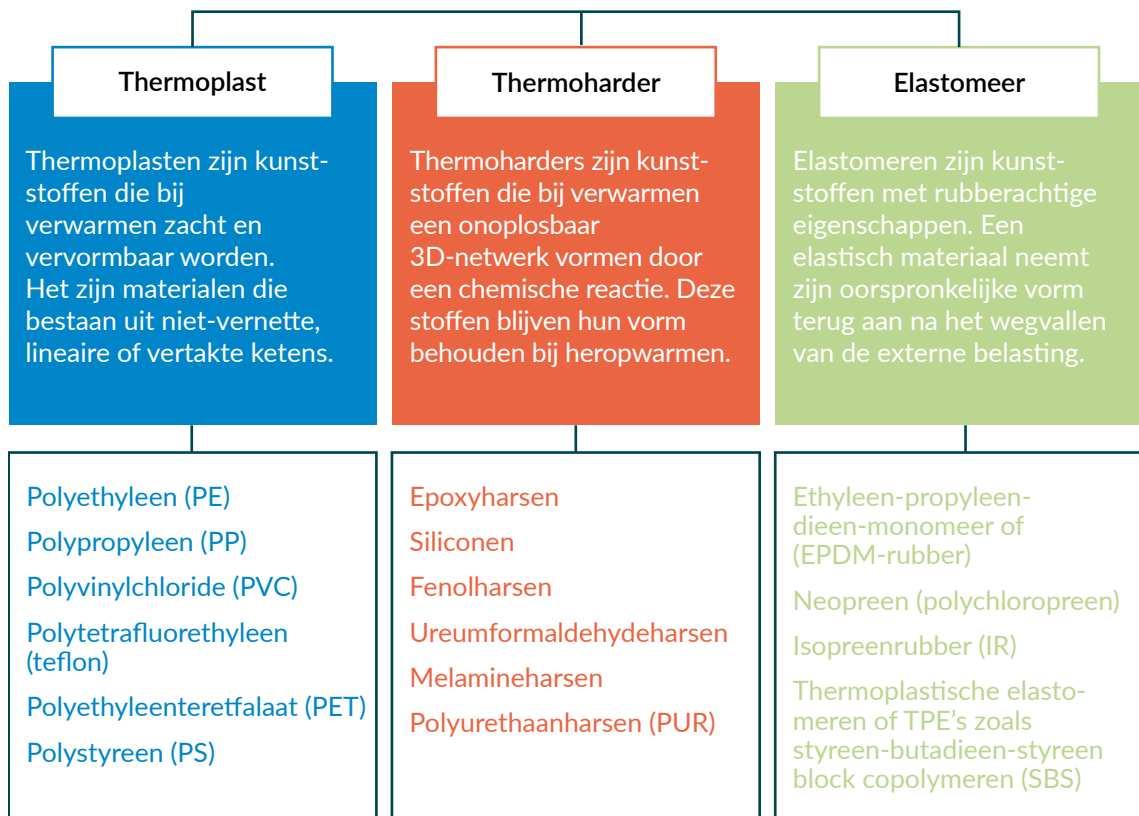 Thermoplast
Thermoplasten zijn kunst-
stoffen die bij
verwarmen zacht en
vervormbaar worden.
Het zijn materialen die
bestaan uit niet-vernette,
lineaire of vertakte ketens.
Polyethyleen (PE)
Polypropyleen (PP)
Polyvinylchloride (PVC)
Polytetrafluorethyleen
(teflon)
Polyethyleenteretfalaat (PET)
Polystyreen (PS)
Thermoharder
Thermoharders zijn kunst-
stoffen die bij verwarmen
een onoplosbaar
3D-netwerk vormen door
een chemische reactie. Deze
stoffen blijven hun vorm
behouden bij heropwarmen.
Epoxyharsen
Siliconen
Fenolharsen
Ureumformaldehydeharsen
Melamineharsen
Polyurethaanharsen (PUR)
Elastomeer
Elastomeren zijn kunst-
stoffen met rubberachtige
eigenschappen. Een
elastisch materiaal neemt
zijn oorspronkelijke vorm
terug aan na het wegvallen
van de externe belasting.
Ethyleen-propyleen-
dieen-monomeer of
(EPDM-rubber)
Neopreen (polychloropreen)
Isopreenrubber (IR)
Thermoplastische elasto-
meren of TPE’s zoals
styreen-butadieen-styreen
block copolymeren (SBS)